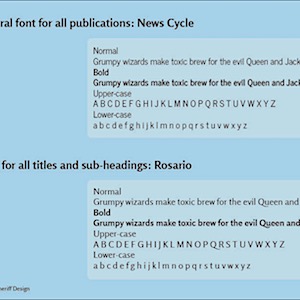 ral font for all publications: News Cycle
Normal
Grumpy wizards make toxic brew for the evil Queen and Jack
Bold
Grumpy wizards make toxic brew for the evil Queen and Jac
Upper-case
A B C D E F G H I J K L M N O P Q R S T U V W X Y Z
Lower-case
a b c d e f g h i j k l m n o p q r s t u v w x y z
for all titles and sub-headings: Rosario
Normal
Grumpy wizards make toxic brew for the evil Queen an
Bold
Grumpy wizards make toxic brew for the evil Queen and
Upper-case
A B C D E F G H I J K L M N O P Q R S T U V W X Y Z
Lower-case
a b c d e f g h i j k l m n o p q r s t u v w x y z
eriff Design